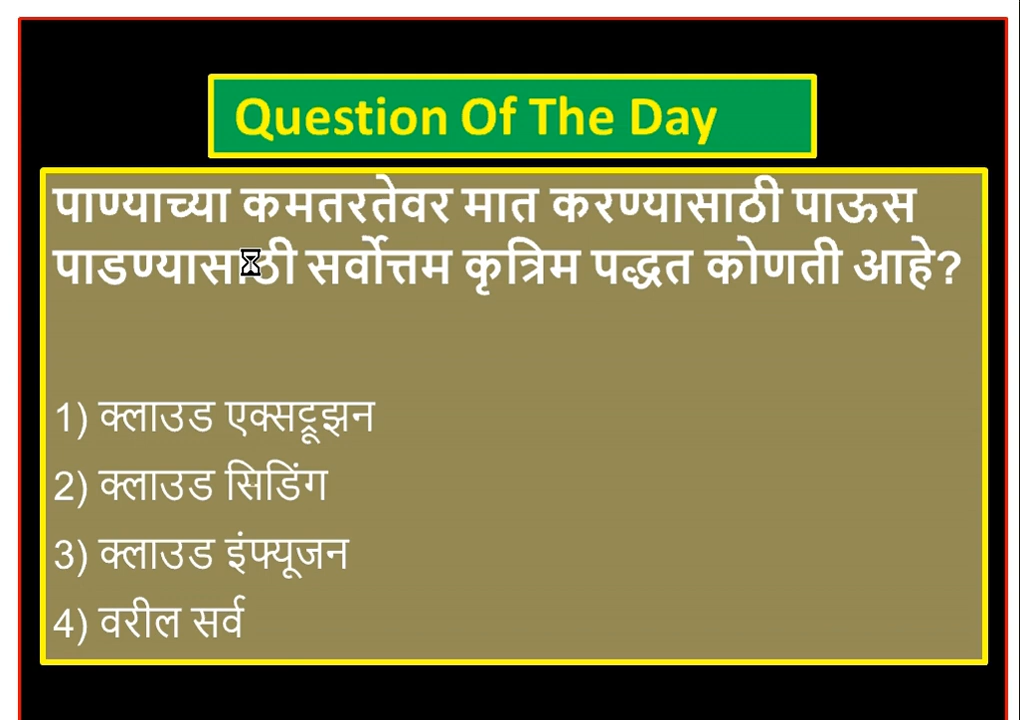 Question Of The Day
पाण्याच्या कमतरतेवर मात करण्यासाठी पाऊस
पाडण्यासाठी सर्वोत्तम कृत्रिम पद्धत कोणती आहे?
1) क्लाउड एक्सट्रूझन
2) क्लाउड सिडिंग
3) क्लाउड इंफ्यूजन
4) वरील सर्व